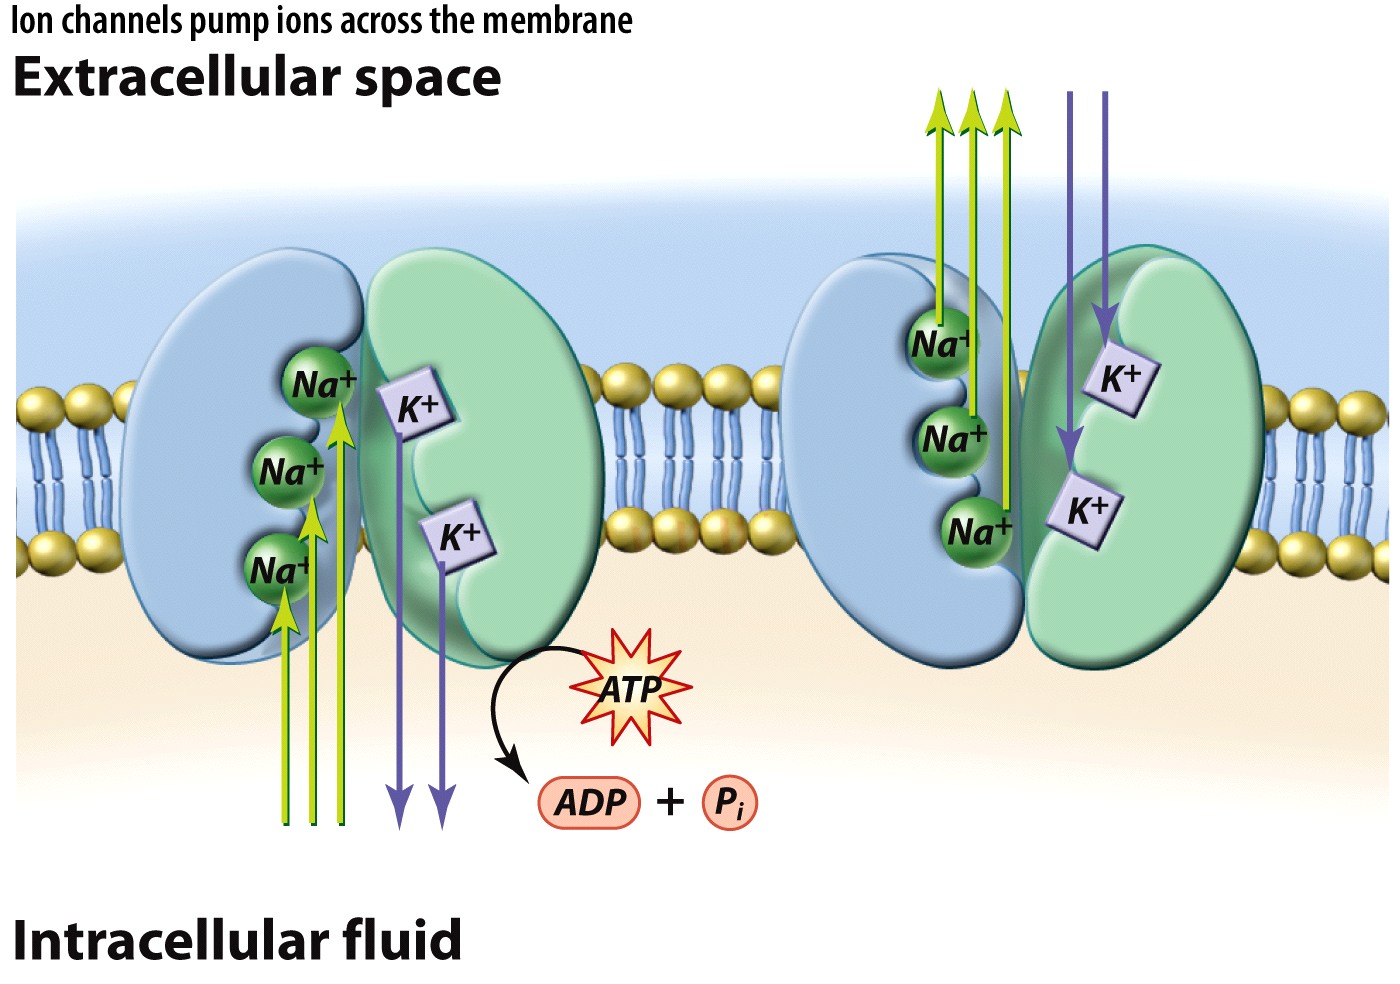 Ion channels pump ions across the membrane
Extracellular space
Na+
Na+
Na+
K+
K+
Na+
Na+
Na+
K+
K+
ATP
ADP + Pi
Intracellular fluid